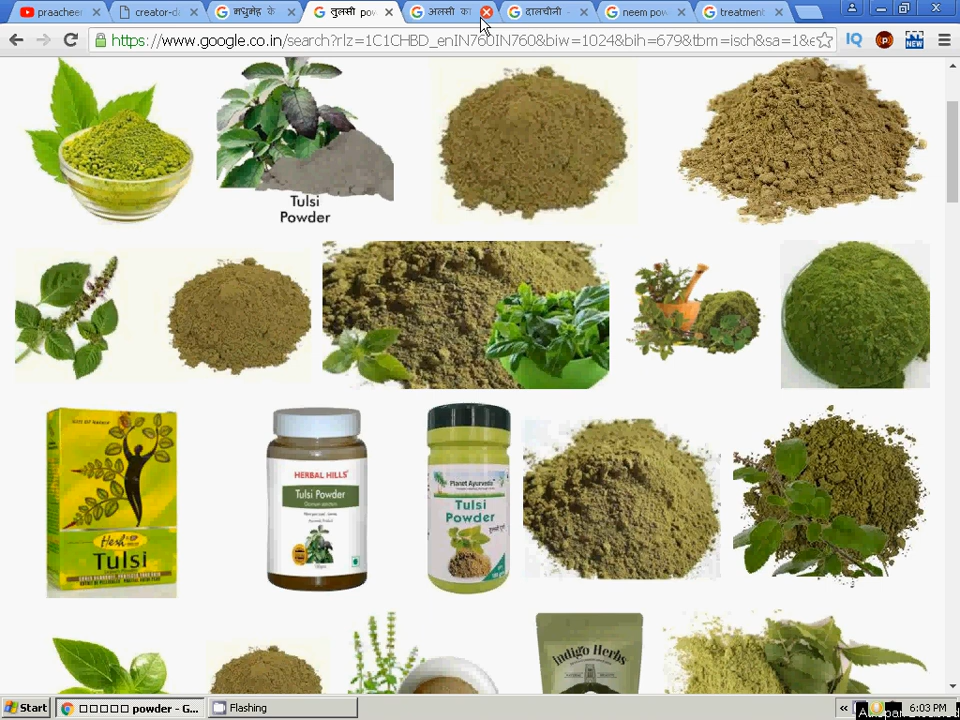 praacheen
creator-da
मधुमेह के
तुलसी pow
अलसी का
दालचीनी -
neem pow
treatment
https://www.google.co.in/search?rlz=1C1CHBD_enIN760IN760&biw=1024&bih=679&tbm=isch&sa=1&e
IQ
NEW
Tulsi
Powder
Hesh
Tulsi
HERBAL HILLS
Tulsi Powder
Planet Ayurveda
Tulsi
Powder
Indigo Herbs
Start
powder - G...
Flashing
6:03 PM